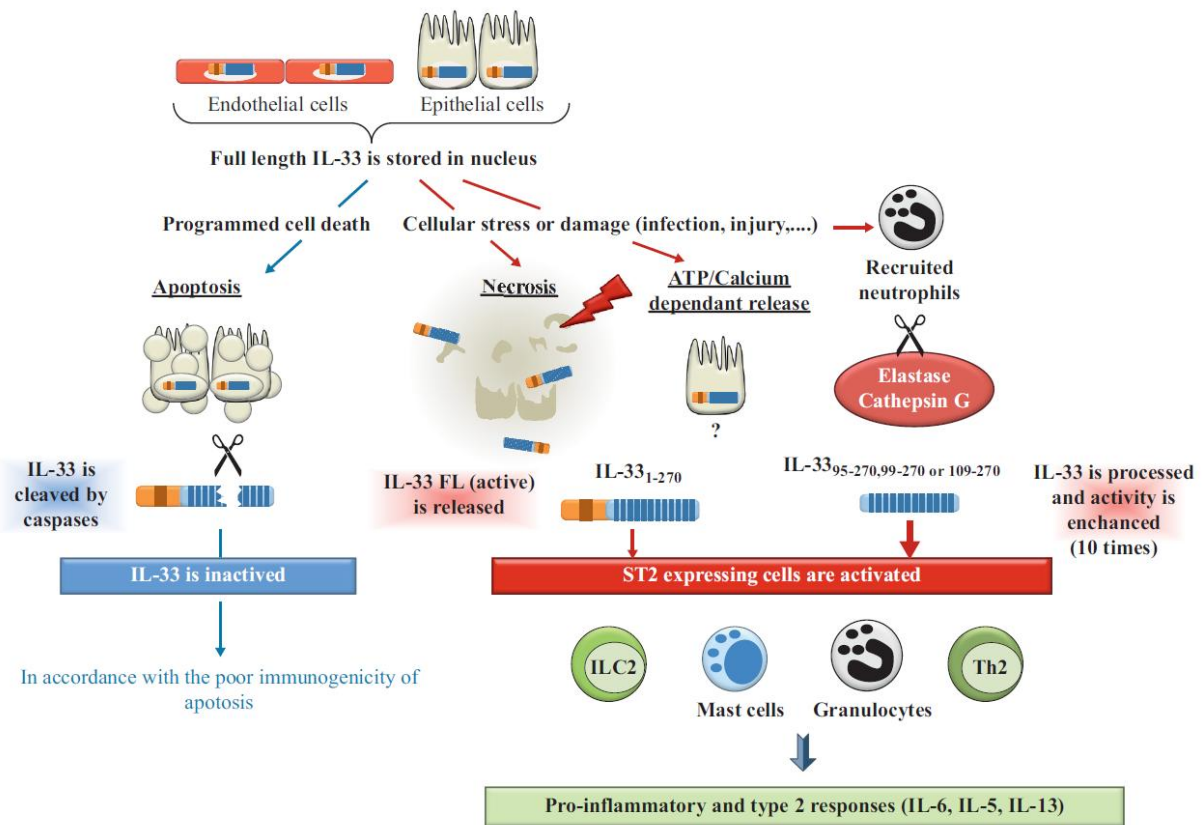 Endothelial cells
Epithelial cells
Full length IL-33 is stored in nucleus
Programmed cell death
Cellular stress or damage (infection, injury,....)
Apoptosis
Necrosis
ATP/Calcium
dependant release
Recruited
neutrophils
Elastase
Cathepsin G
?
IL-33 is
cleaved by
caspases
IL-33 FL (active)
is released
IL-331-270
IL-3395-270,99-270 or 109-270
IL-33 is processed
and activity is
enchanced
(10 times)
IL-33 is inactived
ST2 expressing cells are activated
In accordance with the poor immunogenicity of
apotosis
ILC2
Mast cells
Granulocytes
Th2
Pro-inflammatory and type 2 responses (IL-6, IL-5, IL-13)